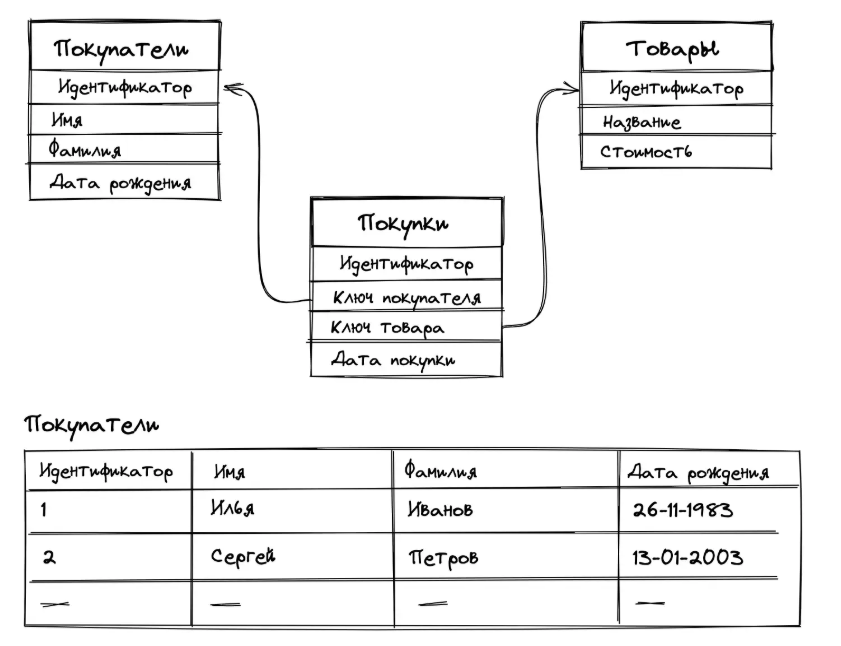 Покупатели
Идентификатор
Имя
Фамилия
Дата рождения
Товары
Идентификатор
Название
Стоимость
Покупки
Идентификатор
Ключ покупателя
Ключ товара
Дата покупки
Покупатели
Идентификатор Имя Фамилия Дата рождения
1 Илья Иванов 26-11-1983
2 Сергей Петров 13-01-2003
— — — —